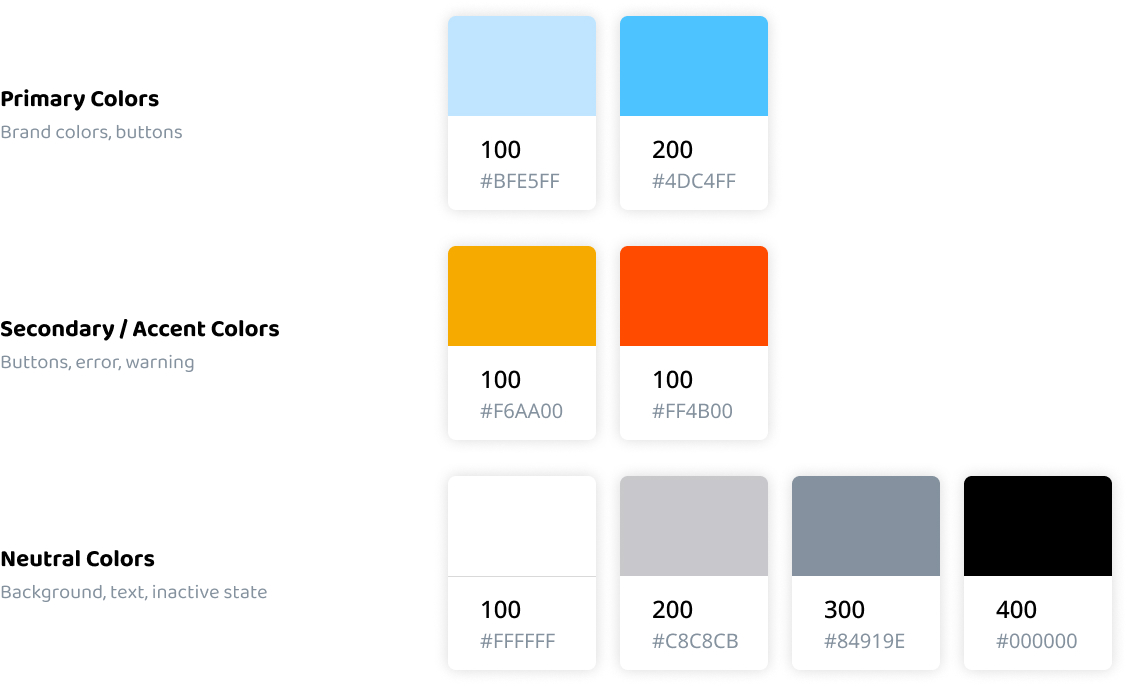 Primary Colors
Brand colors, buttons
100
#BFE5FF
200
#4DC4FF
Secondary / Accent Colors
Buttons, error, warning
100
#F6AA00
100
#FF4B00
Neutral Colors
Background, text, inactive state
100
#FFFFFF
200
#C8C8CB
300
#84919E
400
#000000